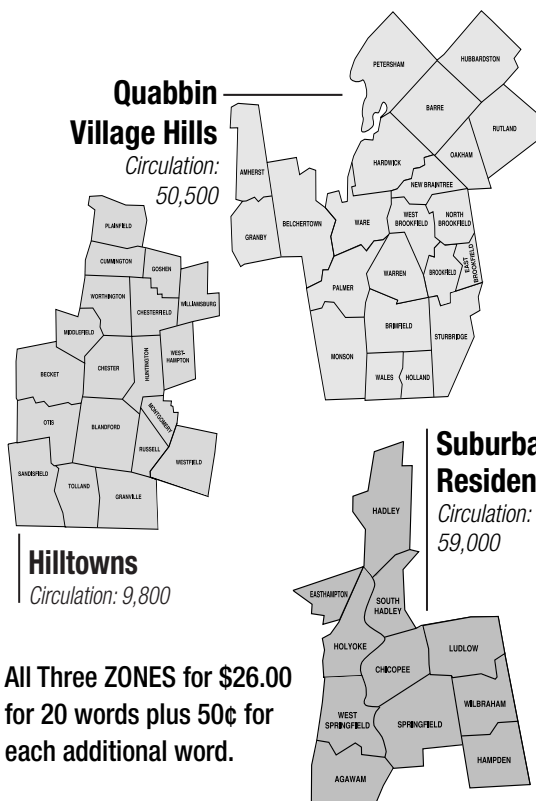 Quabbin
Village Hills
Circulation:
50,500
PETERSHAM
HUBBARDSTON
BARRE
RUTLAND
HARDWICK
OAKHAM
NEW BRAINTREE
AMHERST
BELCHERTOWN
GRANBY
WARE
WEST
BROOKFIELD
NORTH
BROOKFIELD
PALMER
WARREN
BROOKFIELD
EAST
BROOKFIELD
MONSON
BRIMFIELD
STURBRIDGE
WALES
HOLLAND
PLAINFIELD
CUMMINGTON
GOSHEN
WORTHINGTON
CHESTERFIELD
WILLIAMSBURG
MIDDLEFIELD
BECKET
CHESTER
HUNTINGTON
WEST-
HAMPTON
OTIS
BLANDFORD
MONTGOMERY
RUSSELL
WESTFIELD
SANDISFIELD
TOLLAND
GRANVILLE
Hilltowns
Circulation: 9,800
Suburba
Residen
Circulation:
59,000
HADLEY
EASTHAMPTON
SOUTH
HADLEY
HOLYOKE
CHICOPEE
LUDLOW
WEST
SPRINGFIELD
SPRINGFIELD
WILBRAHAM
HAMPDEN
AGAWAM
All Three ZONES for $26.00
for 20 words plus 50¢ for
each additional word.